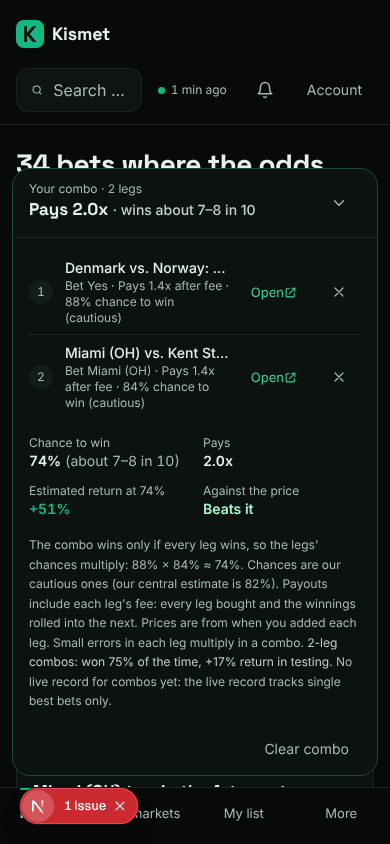 Kismet
Search ...
1 min ago
Account
34 bets where the odds
Your combo · 2 legs
Pays 2.0x · wins about 7–8 in 10
1
Denmark vs. Norway: ...
Bet Yes · Pays 1.4x after fee ·
88% chance to win
(cautious)
Open
2
Miami (OH) vs. Kent St...
Bet Miami (OH) · Pays 1.4x
after fee · 84% chance to
win (cautious)
Open
Chance to win
74% (about 7–8 in 10)
Pays
2.0x
Estimated return at 74%
+51%
Against the price
Beats it
The combo wins only if every leg wins, so the legs'
chances multiply: 88% × 84% ≈ 74%. Chances are our
cautious ones (our central estimate is 82%). Payouts
include each leg's fee: every leg bought and the winnings
rolled into the next. Prices are from when you added each
leg. Small errors in each leg multiply in a combo. 2-leg
combos: won 75% of the time, +17% return in testing. No
live record for combos yet: the live record tracks single
best bets only.
Clear combo
N
1 Issue
markets
My list
More